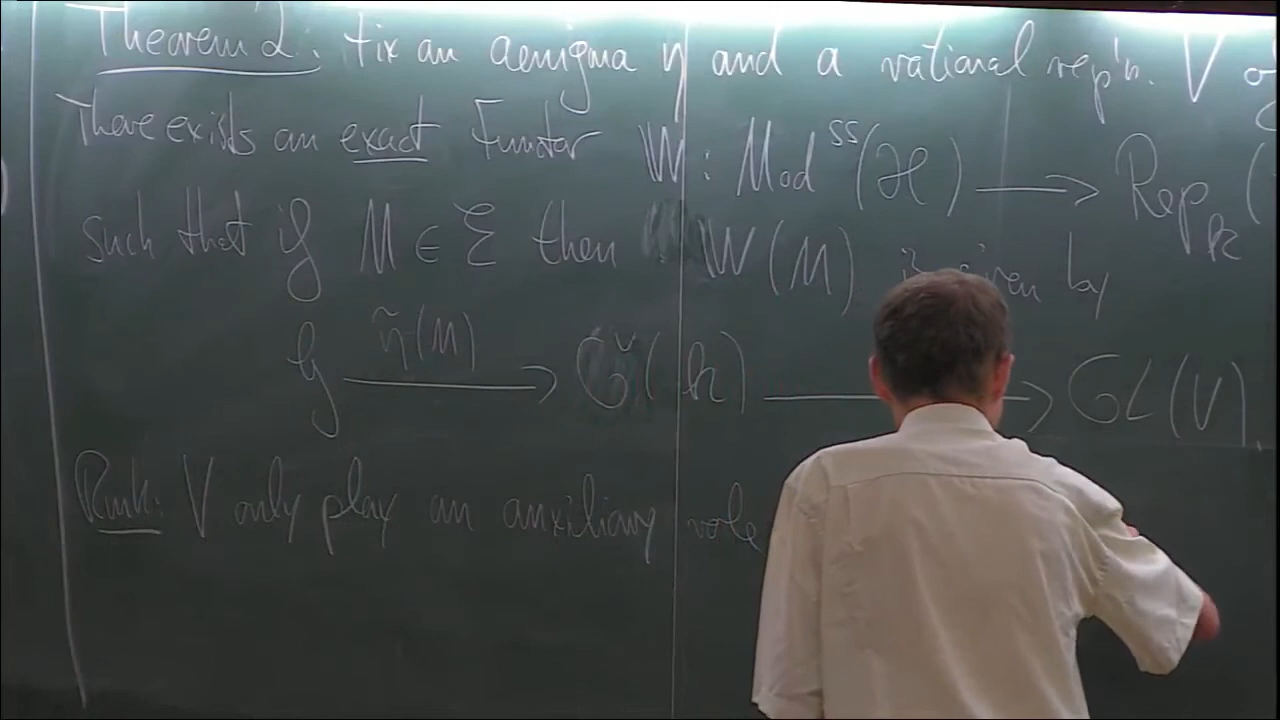 Theorem 2: Fix an aenigma η and a rational rep'n. V of
There exists an exact Functor 𝕎 : Mod^ss(ℋ) ⟶ Rep_k(
such that if M ∈ Σ then 𝕎(M) is given by
𝒢 —η̃(M)→ Ǧ(k) ⟶ GL(V).
Rmk: V only play an auxiliary role